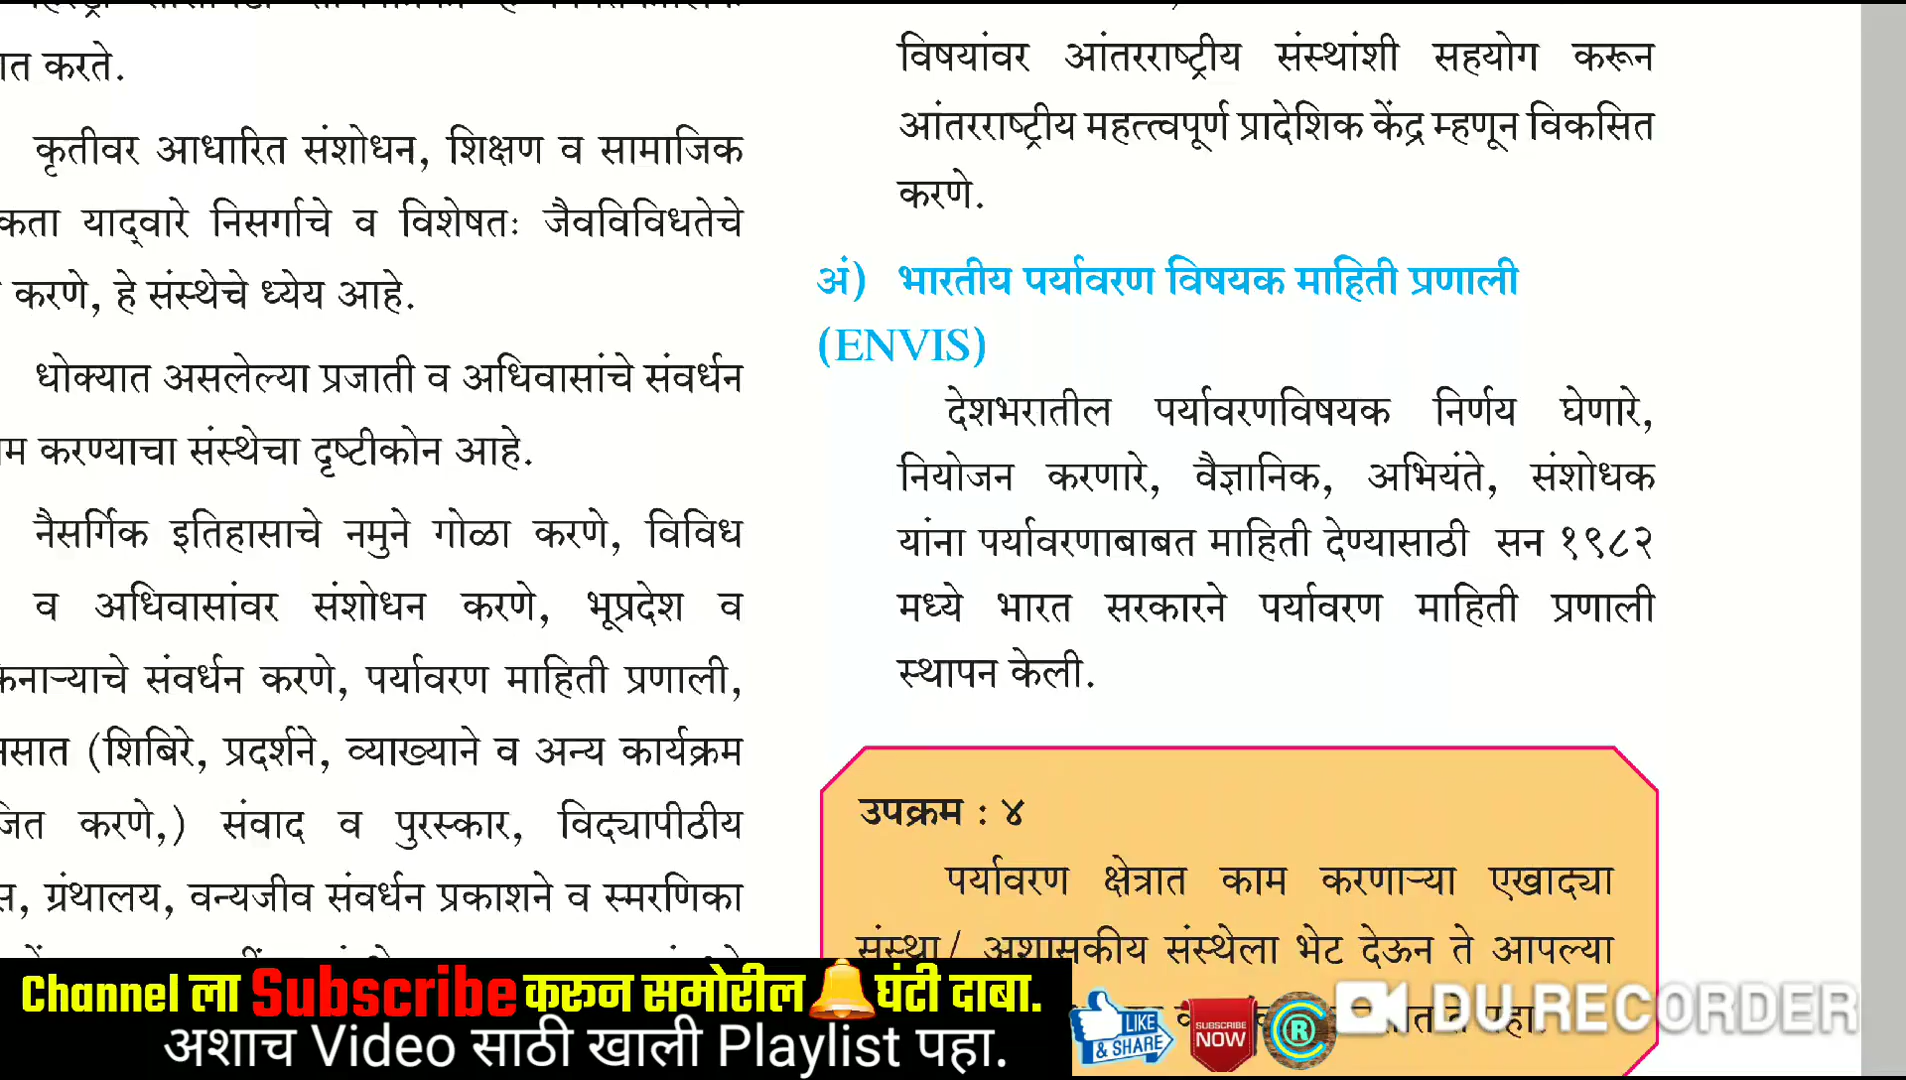 त करते.
कृतीवर आधारित संशोधन, शिक्षण व सामाजिक
कता याद्वारे निसर्गाचे व विशेषतः जैवविविधतेचे
करणे, हे संस्थेचे ध्येय आहे.
धोक्यात असलेल्या प्रजाती व अधिवासांचे संवर्धन
म करण्याचा संस्थेचा दृष्टीकोन आहे.
नैसर्गिक इतिहासाचे नमुने गोळा करणे, विविध
व अधिवासांवर संशोधन करणे, भूप्रदेश व
किनाऱ्याचे संवर्धन करणे, पर्यावरण माहिती प्रणाली,
सात (शिबिरे, प्रदर्शने, व्याख्याने व अन्य कार्यक्रम
जित करणे,) संवाद व पुरस्कार, विद्यापीठीय
स, ग्रंथालय, वन्यजीव संवर्धन प्रकाशने व स्मरणिका
विषयांवर आंतरराष्ट्रीय संस्थांशी सहयोग करून
आंतरराष्ट्रीय महत्त्वपूर्ण प्रादेशिक केंद्र म्हणून विकसित
करणे.
अं) भारतीय पर्यावरण विषयक माहिती प्रणाली
(ENVIS)
देशभरातील पर्यावरणविषयक निर्णय घेणारे,
नियोजन करणारे, वैज्ञानिक, अभियंते, संशोधक
यांना पर्यावरणाबाबत माहिती देण्यासाठी सन १९८२
मध्ये भारत सरकारने पर्यावरण माहिती प्रणाली
स्थापन केली.
उपक्रम : ४
पर्यावरण क्षेत्रात काम करणाऱ्या एखाद्या
संस्था/ अशासकीय संस्थेला भेट देऊन ते आपल्या
पहा.
Channel ला Subscribe करून समोरील घंटी दाबा.
अशाच Video साठी खाली Playlist पहा.
LIKE
& SHARE
SUBSCRIBE
NOW
R
DU RECORDER